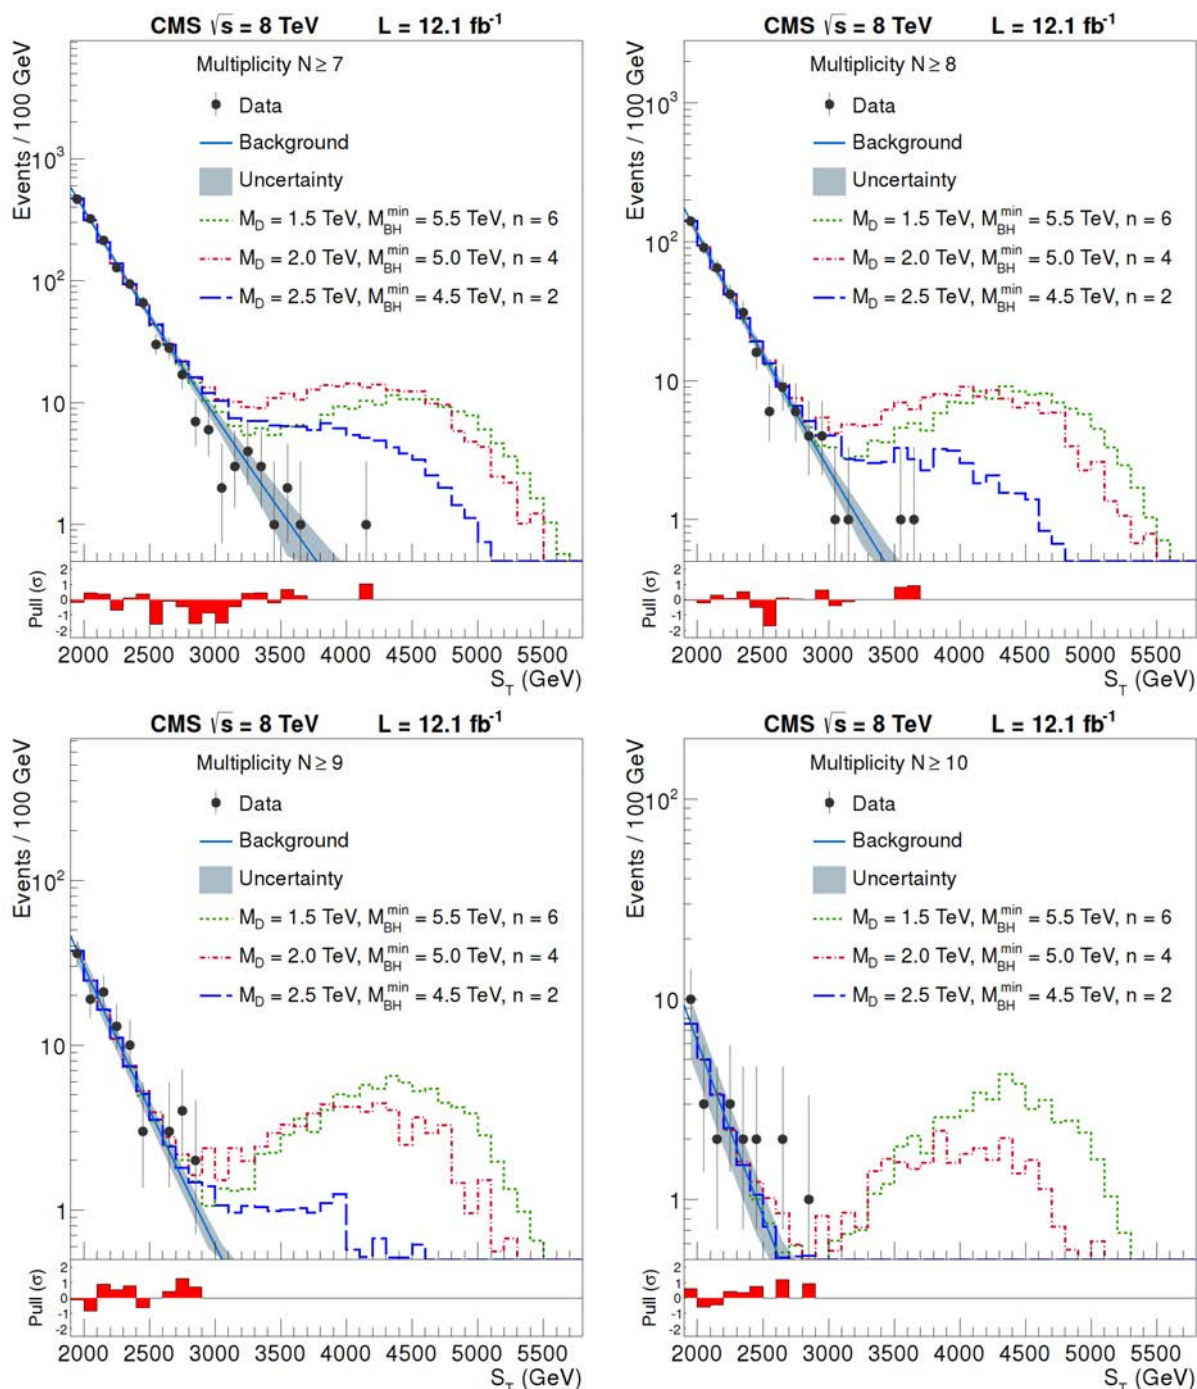 CMS √s = 8 TeV L = 12.1 fb-1
Events / 100 GeV
Multiplicity N ≥ 7
Data
Background
Uncertainty
M_D = 1.5 TeV, M_BH^min = 5.5 TeV, n = 6
M_D = 2.0 TeV, M_BH^min = 5.0 TeV, n = 4
M_D = 2.5 TeV, M_BH^min = 4.5 TeV, n = 2
10^3
10^2
10
1
Pull (σ)
2
1
0
-1
-2
2000 2500 3000 3500 4000 4500 5000 5500
S_T (GeV)
CMS √s = 8 TeV L = 12.1 fb-1
Events / 100 GeV
Multiplicity N ≥ 8
Data
Background
Uncertainty
M_D = 1.5 TeV, M_BH^min = 5.5 TeV, n = 6
M_D = 2.0 TeV, M_BH^min = 5.0 TeV, n = 4
M_D = 2.5 TeV, M_BH^min = 4.5 TeV, n = 2
10^3
10^2
10
1
Pull (σ)
2
1
0
-1
-2
2000 2500 3000 3500 4000 4500 5000 5500
S_T (GeV)
CMS √s = 8 TeV L = 12.1 fb-1
Events / 100 GeV
Multiplicity N ≥ 9
Data
Background
Uncertainty
M_D = 1.5 TeV, M_BH^min = 5.5 TeV, n = 6
M_D = 2.0 TeV, M_BH^min = 5.0 TeV, n = 4
M_D = 2.5 TeV, M_BH^min = 4.5 TeV, n = 2
10^2
10
1
Pull (σ)
2
1
0
-1
-2
2000 2500 3000 3500 4000 4500 5000 5500
S_T (GeV)
CMS √s = 8 TeV L = 12.1 fb-1
Events / 100 GeV
Multiplicity N ≥ 10
Data
Background
Uncertainty
M_D = 1.5 TeV, M_BH^min = 5.5 TeV, n = 6
M_D = 2.0 TeV, M_BH^min = 5.0 TeV, n = 4
M_D = 2.5 TeV, M_BH^min = 4.5 TeV, n = 2
10^2
10
1
Pull (σ)
2
1
0
-1
-2
2000 2500 3000 3500 4000 4500 5000 5500
S_T (GeV)